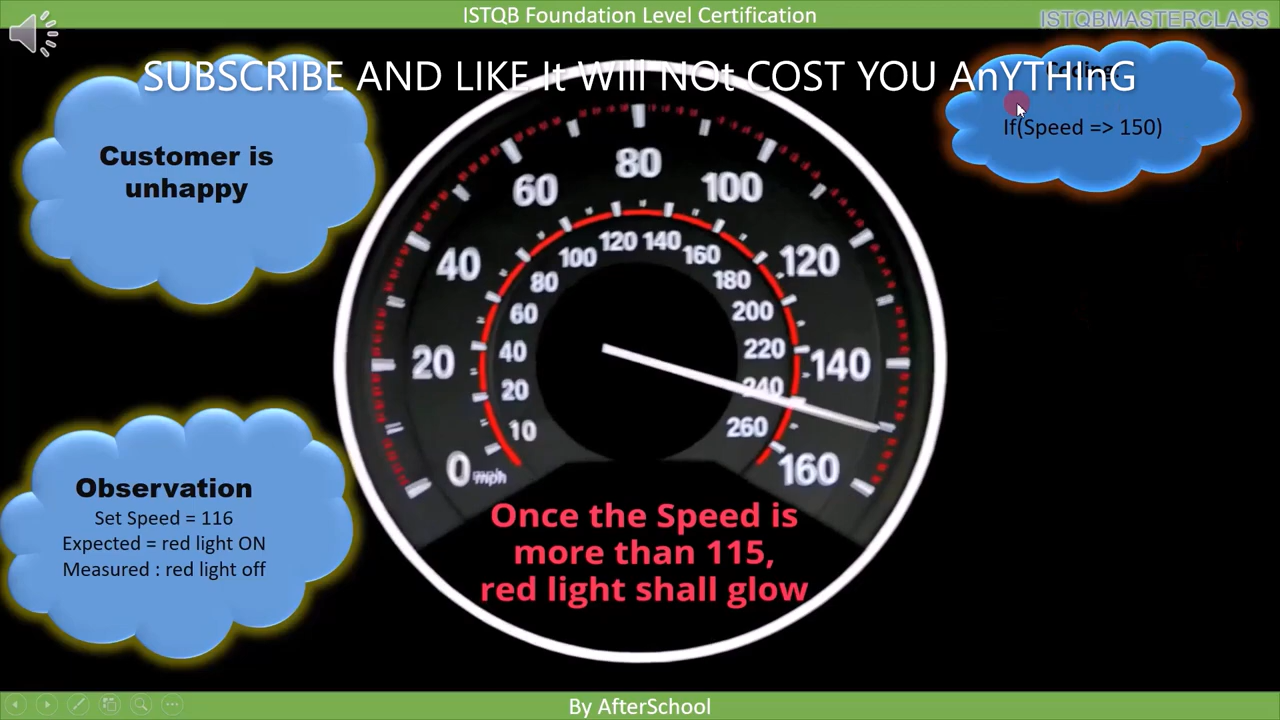 ISTQB Foundation Level Certification
ISTQBMASTERCLASS
SUBSCRIBE AND LIKE It WIll NOt COST YOU AnYTHInG
Customer is
unhappy
Coding:
If(Speed => 150)
0 mph
20
40
60
80
100
120
140
160
10
20
40
60
80
100
120
140
160
180
200
220
240
260
Observation
Set Speed = 116
Expected = red light ON
Measured : red light off
Once the Speed is
more than 115,
red light shall glow
By AfterSchool